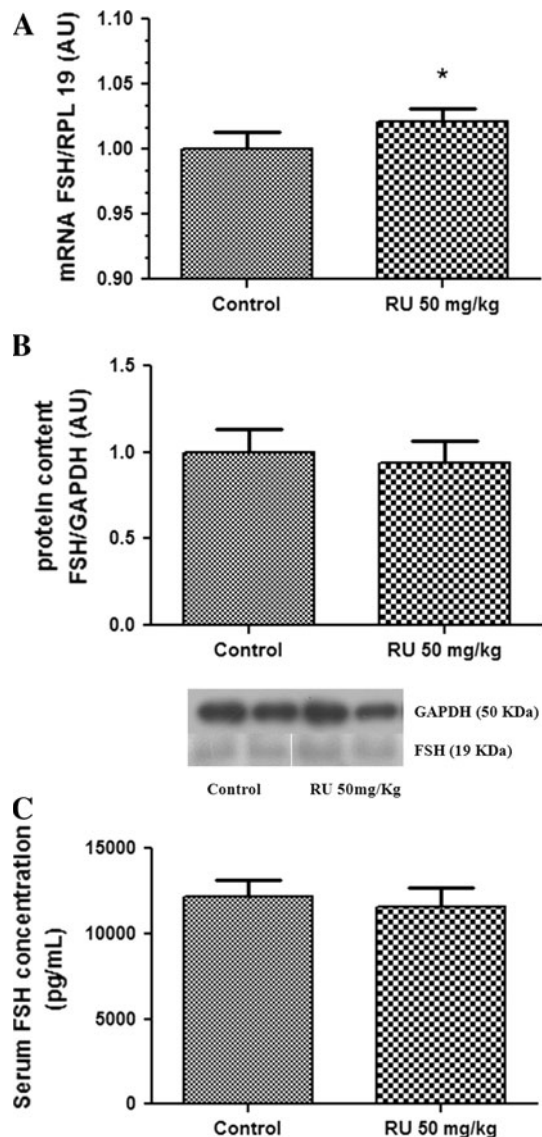 A
mRNA FSH/RPL 19 (AU)
1.10
1.05
1.00
0.95
0.90
*
Control
RU 50 mg/kg
B
protein content
FSH/GAPDH (AU)
1.5
1.0
0.5
0.0
Control
RU 50 mg/kg
GAPDH (50 KDa)
FSH (19 KDa)
Control
RU 50mg/Kg
C
Serum FSH concentration
(pg/mL)
15000
10000
5000
0
Control
RU 50 mg/kg